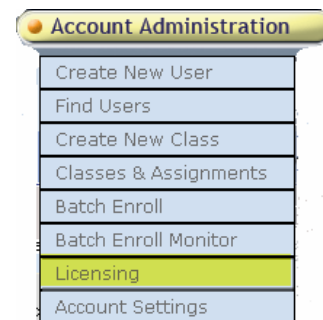 Account Administration
Create New User
Find Users
Create New Class
Classes & Assignments
Batch Enroll
Batch Enroll Monitor
Licensing
Account Settings